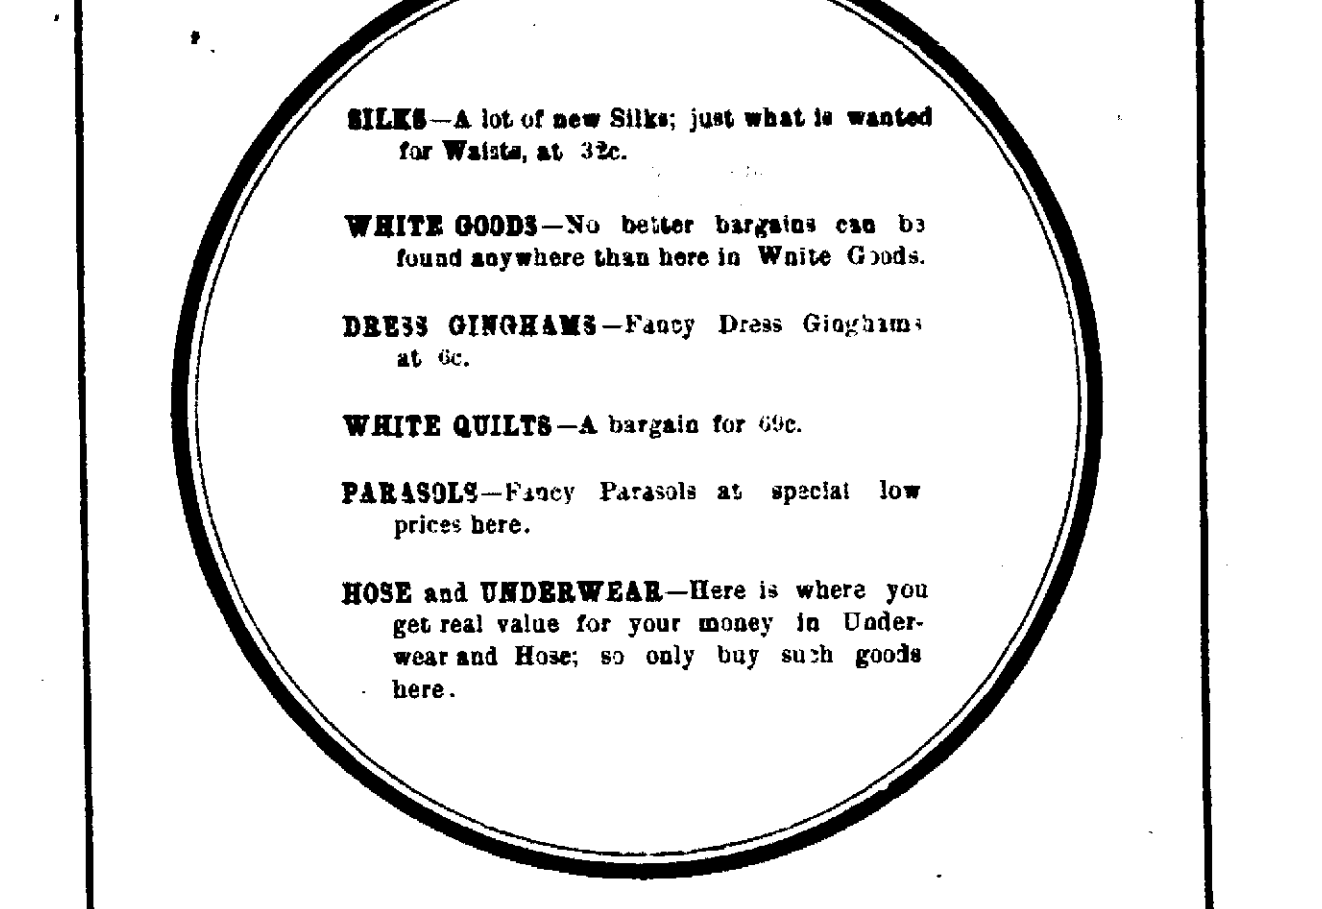 SILKS—A lot of new Silks; just what is wanted
for Waists, at 32c.
WHITE GOODS—No better bargains can be
found anywhere than here in White Goods.
DRESS GINGHAMS—Fancy Dress Ginghams
at 6c.
WHITE QUILTS—A bargain for 69c.
PARASOLS—Fancy Parasols at special low
prices here.
HOSE and UNDERWEAR—Here is where you
get real value for your money in Under-
wear and Hose; so only buy such goods
here.